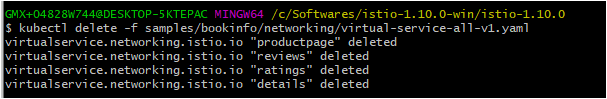 GMX+04828W744@DESKTOP-5KTEPAC MINGW64 /c/Softwares/istio-1.10.0-win/istio-1.10.0
$ kubectl delete -f samples/bookinfo/networking/virtual-service-all-v1.yaml
virtualservice.networking.istio.io "productpage" deleted
virtualservice.networking.istio.io "reviews" deleted
virtualservice.networking.istio.io "ratings" deleted
virtualservice.networking.istio.io "details" deleted